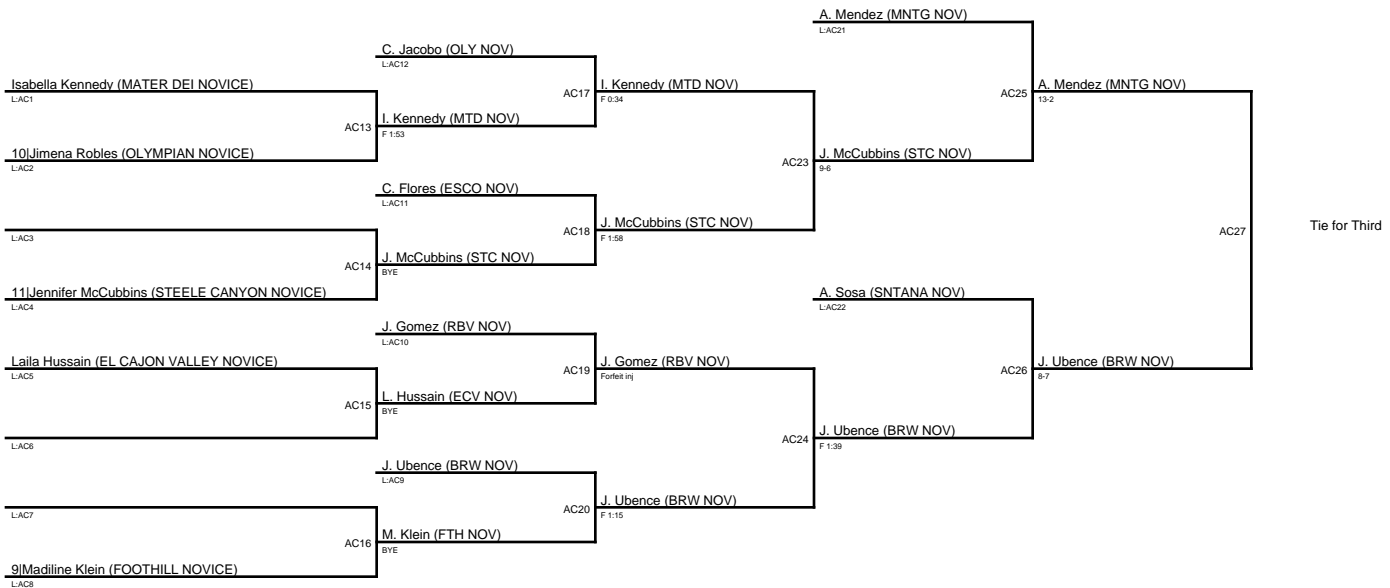 A. Mendez (MNTG NOV)
L:AC21
C. Jacobo (OLY NOV)
L:AC12
Isabella Kennedy (MATER DEI NOVICE)
L:AC1
AC17
I. Kennedy (MTD NOV)
F 0:34
AC25
A. Mendez (MNTG NOV)
13-2
AC13
I. Kennedy (MTD NOV)
F 1:53
10|Jimena Robles (OLYMPIAN NOVICE)
L:AC2
AC23
J. McCubbins (STC NOV)
9-6
C. Flores (ESCO NOV)
L:AC11
L:AC3
AC18
J. McCubbins (STC NOV)
F 1:58
AC27
Tie for Third
AC14
J. McCubbins (STC NOV)
BYE
11|Jennifer McCubbins (STEELE CANYON NOVICE)
L:AC4
A. Sosa (SNTANA NOV)
L:AC22
J. Gomez (RBV NOV)
L:AC10
Laila Hussain (EL CAJON VALLEY NOVICE)
L:AC5
AC19
J. Gomez (RBV NOV)
Forfeit inj
AC26
J. Ubence (BRW NOV)
8-7
AC15
L. Hussain (ECV NOV)
BYE
L:AC6
AC24
J. Ubence (BRW NOV)
F 1:39
J. Ubence (BRW NOV)
L:AC9
L:AC7
AC20
J. Ubence (BRW NOV)
F 1:15
AC16
M. Klein (FTH NOV)
BYE
9|Madiline Klein (FOOTHILL NOVICE)
L:AC8